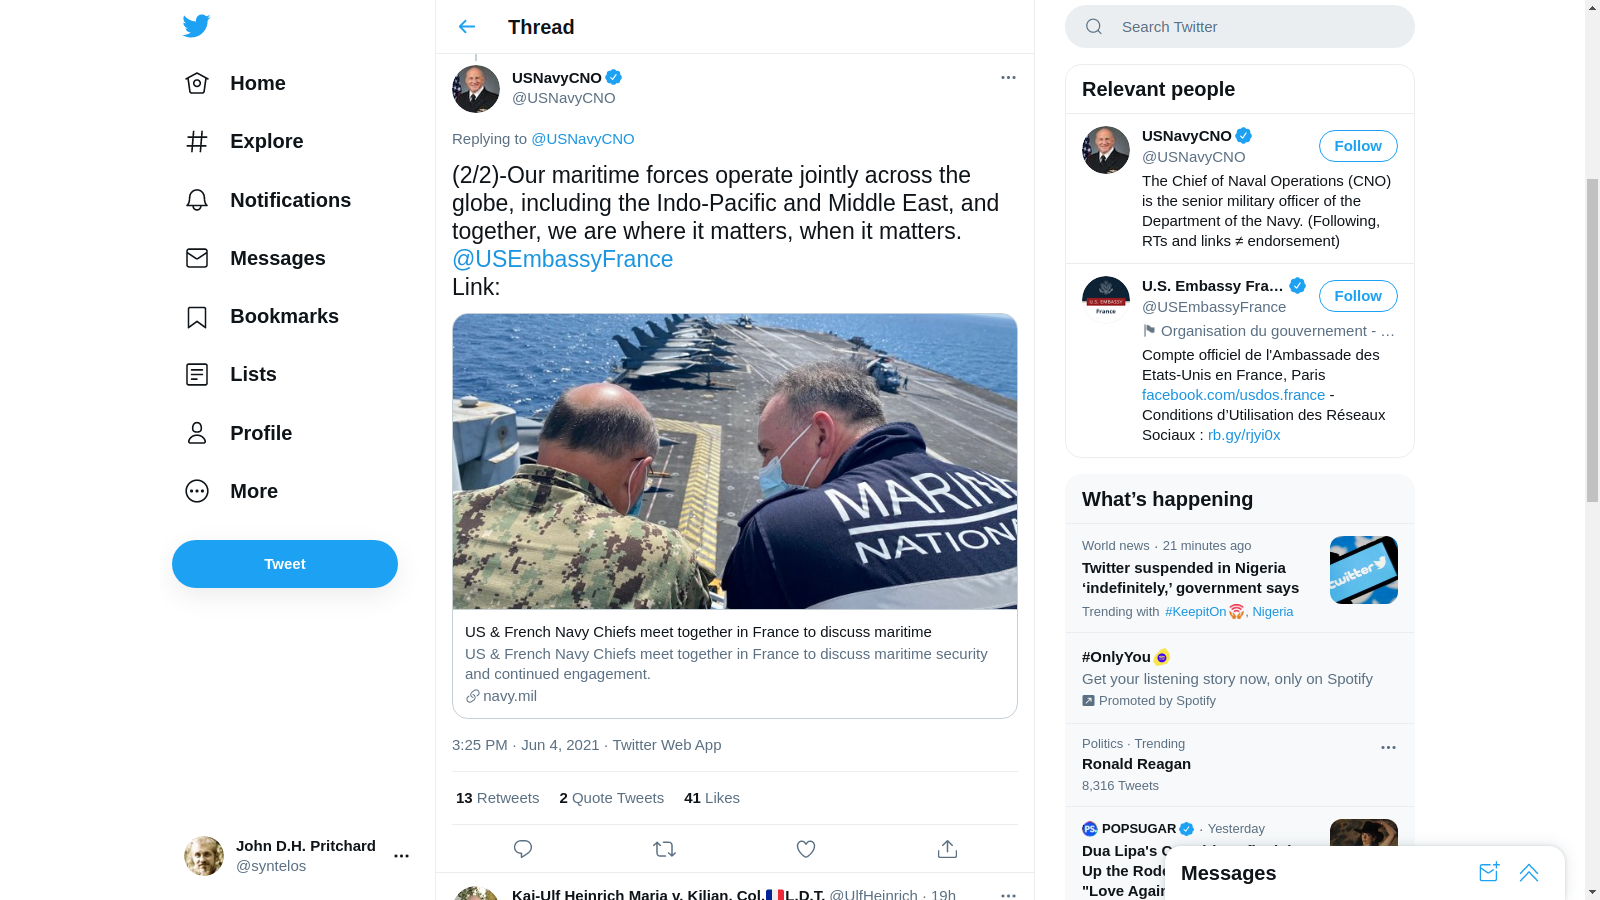 Home
Explore
Notifications
Messages
Bookmarks
Lists
Profile
More
Tweet
John D.H. Pritchard
@syntelos
Thread
USNavyCNO
@USNavyCNO
Replying to @USNavyCNO
(2/2)-Our maritime forces operate jointly across the
globe, including the Indo-Pacific and Middle East, and
together, we are where it matters, when it matters.
@USEmbassyFrance
Link:
MARINE
NATION
US & French Navy Chiefs meet together in France to discuss maritime
US & French Navy Chiefs meet together in France to discuss maritime security
and continued engagement.
navy.mil
3:25 PM · Jun 4, 2021 · Twitter Web App
13 Retweets 2 Quote Tweets 41 Likes
Kai-Ulf Heinrich Maria v. Kilian, Col. L.D.T. @UlfHeinrich · 19h
Search Twitter
Relevant people
USNavyCNO
@USNavyCNO
Follow
The Chief of Naval Operations (CNO)
is the senior military officer of the
Department of the Navy. (Following,
RTs and links ≠ endorsement)
U.S. EMBASSY
France
U.S. Embassy Fra...
@USEmbassyFrance
Follow
Organisation du gouvernement - ...
Compte officiel de l'Ambassade des
Etats-Unis en France, Paris
facebook.com/usdos.france -
Conditions d’Utilisation des Réseaux
Sociaux : rb.gy/rjyi0x
What’s happening
World news · 21 minutes ago
Twitter suspended in Nigeria
‘indefinitely,’ government says
Trending with #KeepitOn, Nigeria
twitter
#OnlyYou
Get your listening story now, only on Spotify
Promoted by Spotify
Politics · Trending
Ronald Reagan
8,316 Tweets
PS
POPSUGAR · Yesterday
Dua Lipa's
Up the
"Love
Messages